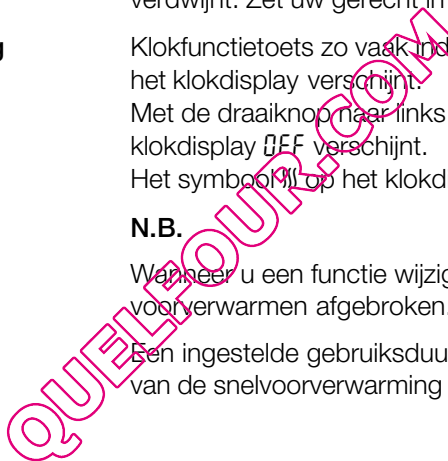 verdwijnt. Zet uw gerecht in
g
Klokfunctietoets zo vaak ind
het klokdisplay verschijnt.
Met de draaiknop naar links
klokdisplay OFF verschijnt.
Het symbool op het klokd
N.B.
Wanneer u een functie wijzig
voorverwarmen afgebroken.
Een ingestelde gebruiksduu
van de snelvoorverwarming
QUELFOUR.COM